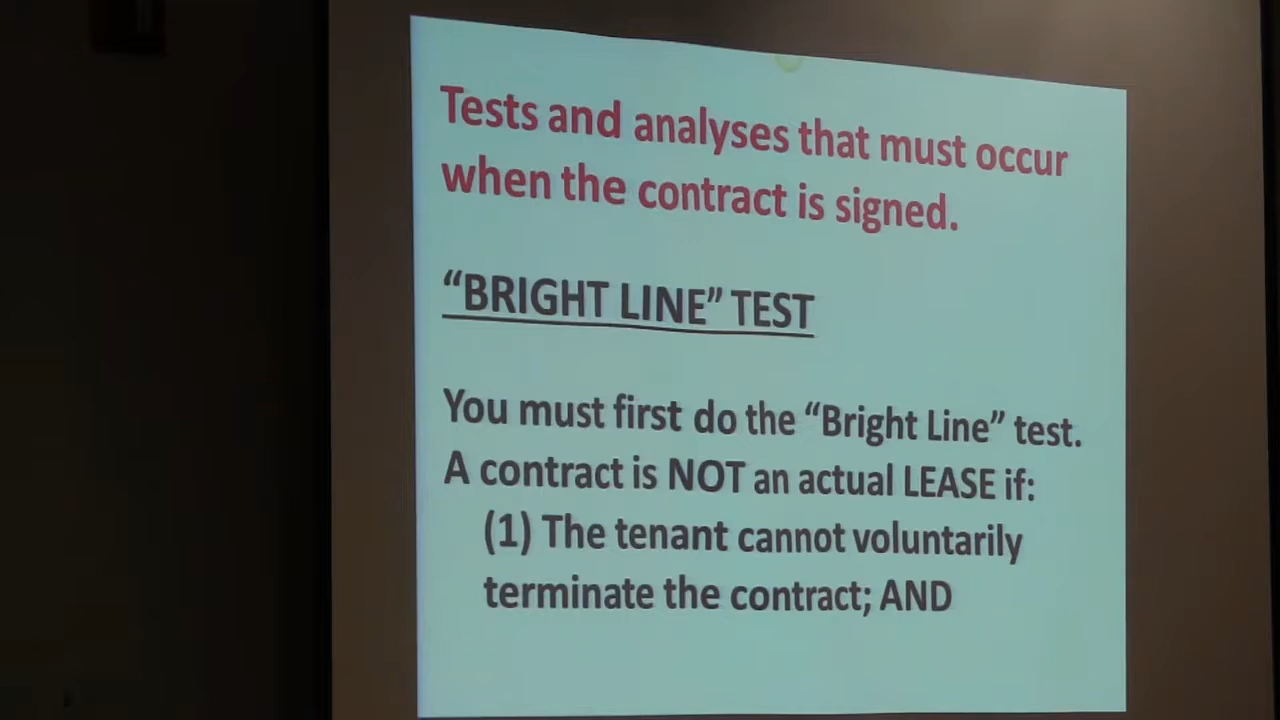 Tests and analyses that must occur
when the contract is signed.
“BRIGHT LINE” TEST
You must first do the “Bright Line” test.
A contract is NOT an actual LEASE if:
(1) The tenant cannot voluntarily
terminate the contract; AND